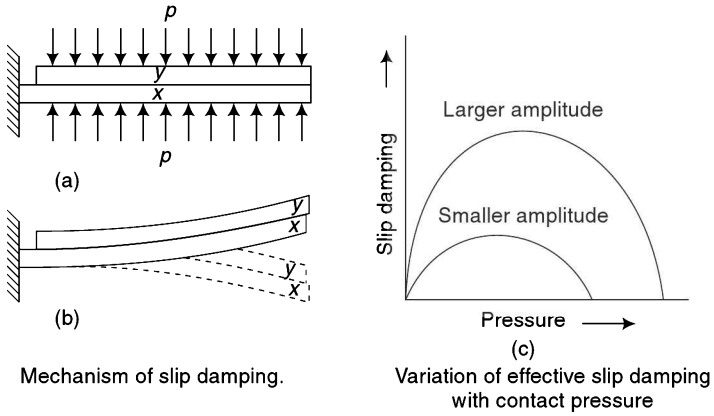 p
y
x
p
(a)
y
x
y
x
(b)
Mechanism of slip damping.
Slip damping
Larger amplitude
Smaller amplitude
Pressure
(c)
Variation of effective slip damping
with contact pressure